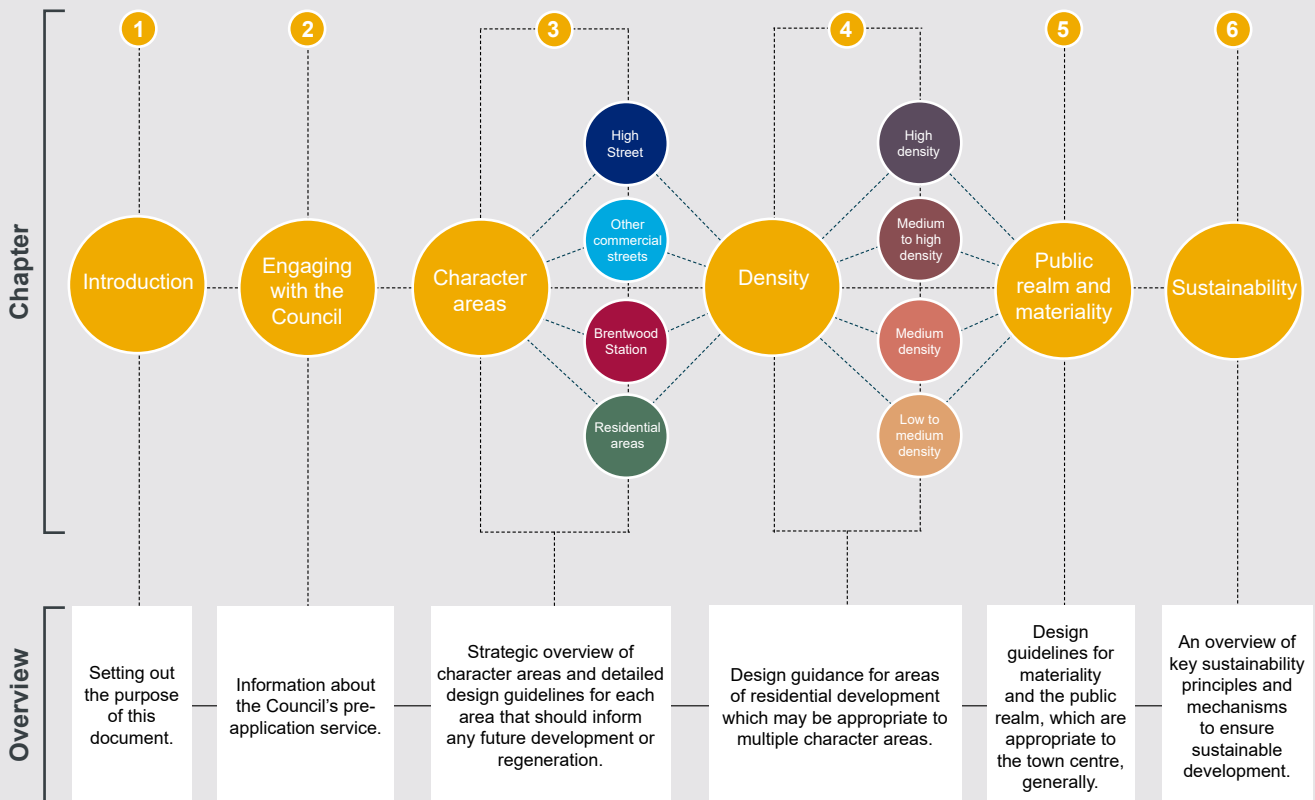 1
2
3
4
5
6
Chapter
Introduction
Engaging
with the
Council
Character
areas
High
Street
Other
commercial
streets
Brentwood
Station
Residential
areas
Density
High
density
Medium
to high
density
Medium
density
Low to
medium
density
Public
realm and
materiality
Sustainability
Overview
Setting out
the purpose
of this
document.
Information about
the Council's pre-
application service.
Strategic overview of
character areas and detailed
design guidelines for each
area that should inform
any future development or
regeneration.
Design guidance for areas
of residential development
which may be appropriate to
multiple character areas.
Design
guidelines for
materiality
and the public
realm, which are
appropriate to
the town centre,
generally.
An overview of
key sustainability
principles and
mechanisms
to ensure
sustainable
development.